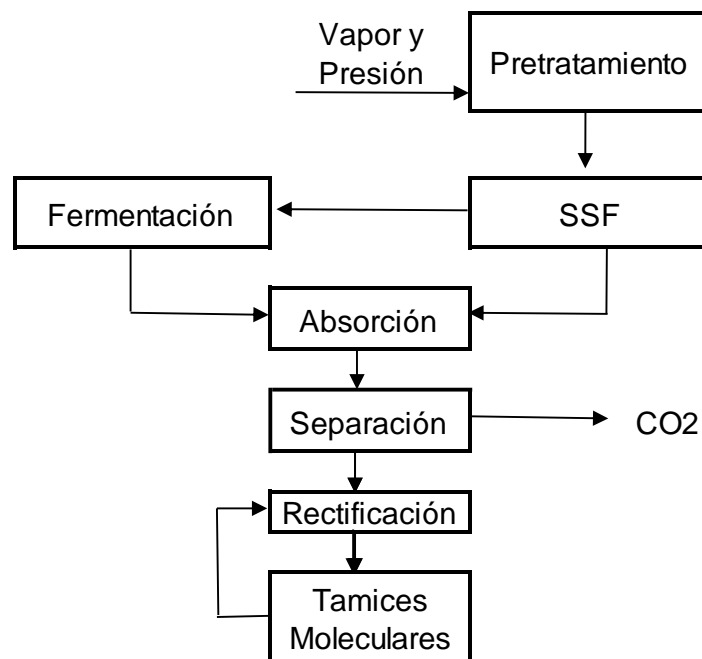 Vapor y
Presión
Pretratamiento
Fermentación
SSF
Absorción
Separación
CO2
Rectificación
Tamices
Moleculares